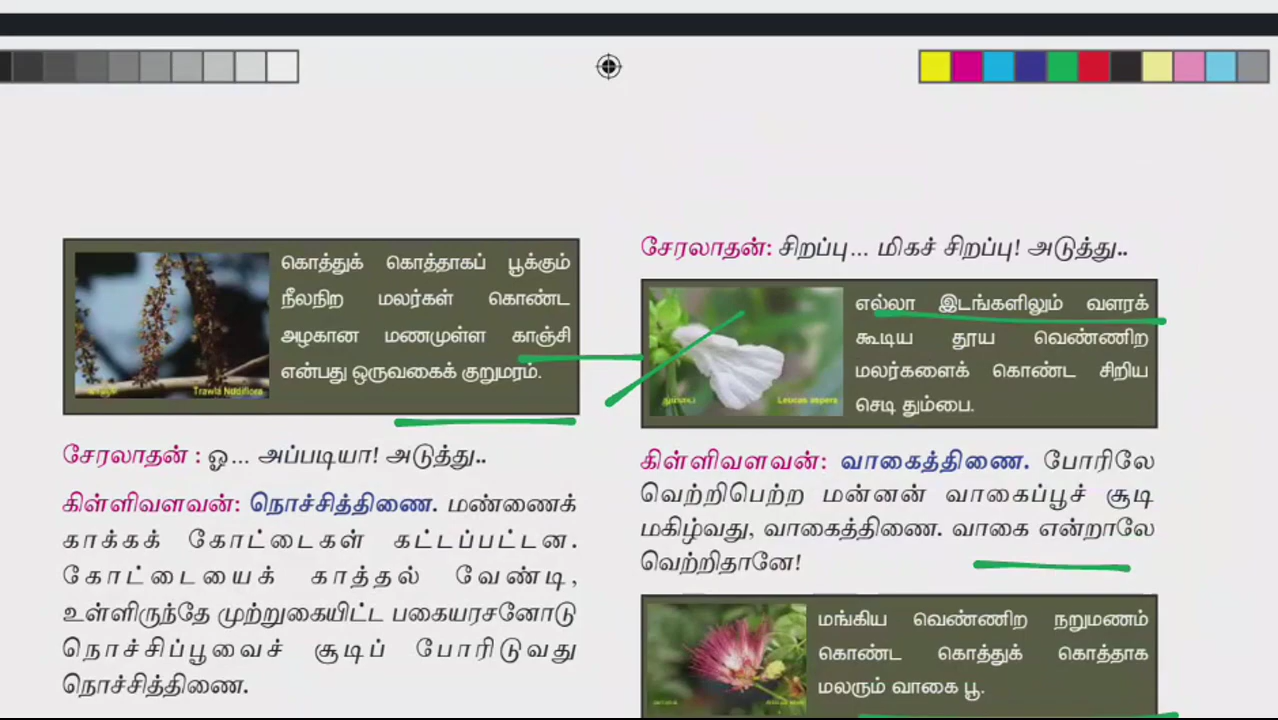 கொத்துக் கொத்தாகப் பூக்கும்
நீலநிற மலர்கள் கொண்ட
அழகான மணமுள்ள காஞ்சி
என்பது ஒருவகைக் குறுமரம்.
சேரலாதன் : ஓ... அப்படியா! அடுத்து..
கிள்ளிவளவன்: நொச்சித்திணை. மண்ணைக்
காக்கக் கோட்டைகள் கட்டப்பட்டன.
கோட்டையைக் காத்தல் வேண்டி,
உள்ளிருந்தே முற்றுகையிட்ட பகையரசனோடு
நொச்சிப்பூவைச் சூடிப் போரிடுவது
நொச்சித்திணை.
சேரலாதன்: சிறப்பு... மிகச் சிறப்பு! அடுத்து..
எல்லா இடங்களிலும் வளரக்
கூடிய தூய வெண்ணிற
மலர்களைக் கொண்ட சிறிய
செடி தும்பை.
Leucas aspera
கிள்ளிவளவன்: வாகைத்திணை. போரிலே
வெற்றிபெற்ற மன்னன் வாகைப்பூச் சூடி
மகிழ்வது, வாகைத்திணை. வாகை என்றாலே
வெற்றிதானே!
மங்கிய வெண்ணிற நறுமணம்
கொண்ட கொத்துக் கொத்தாக
மலரும் வாகை பூ.